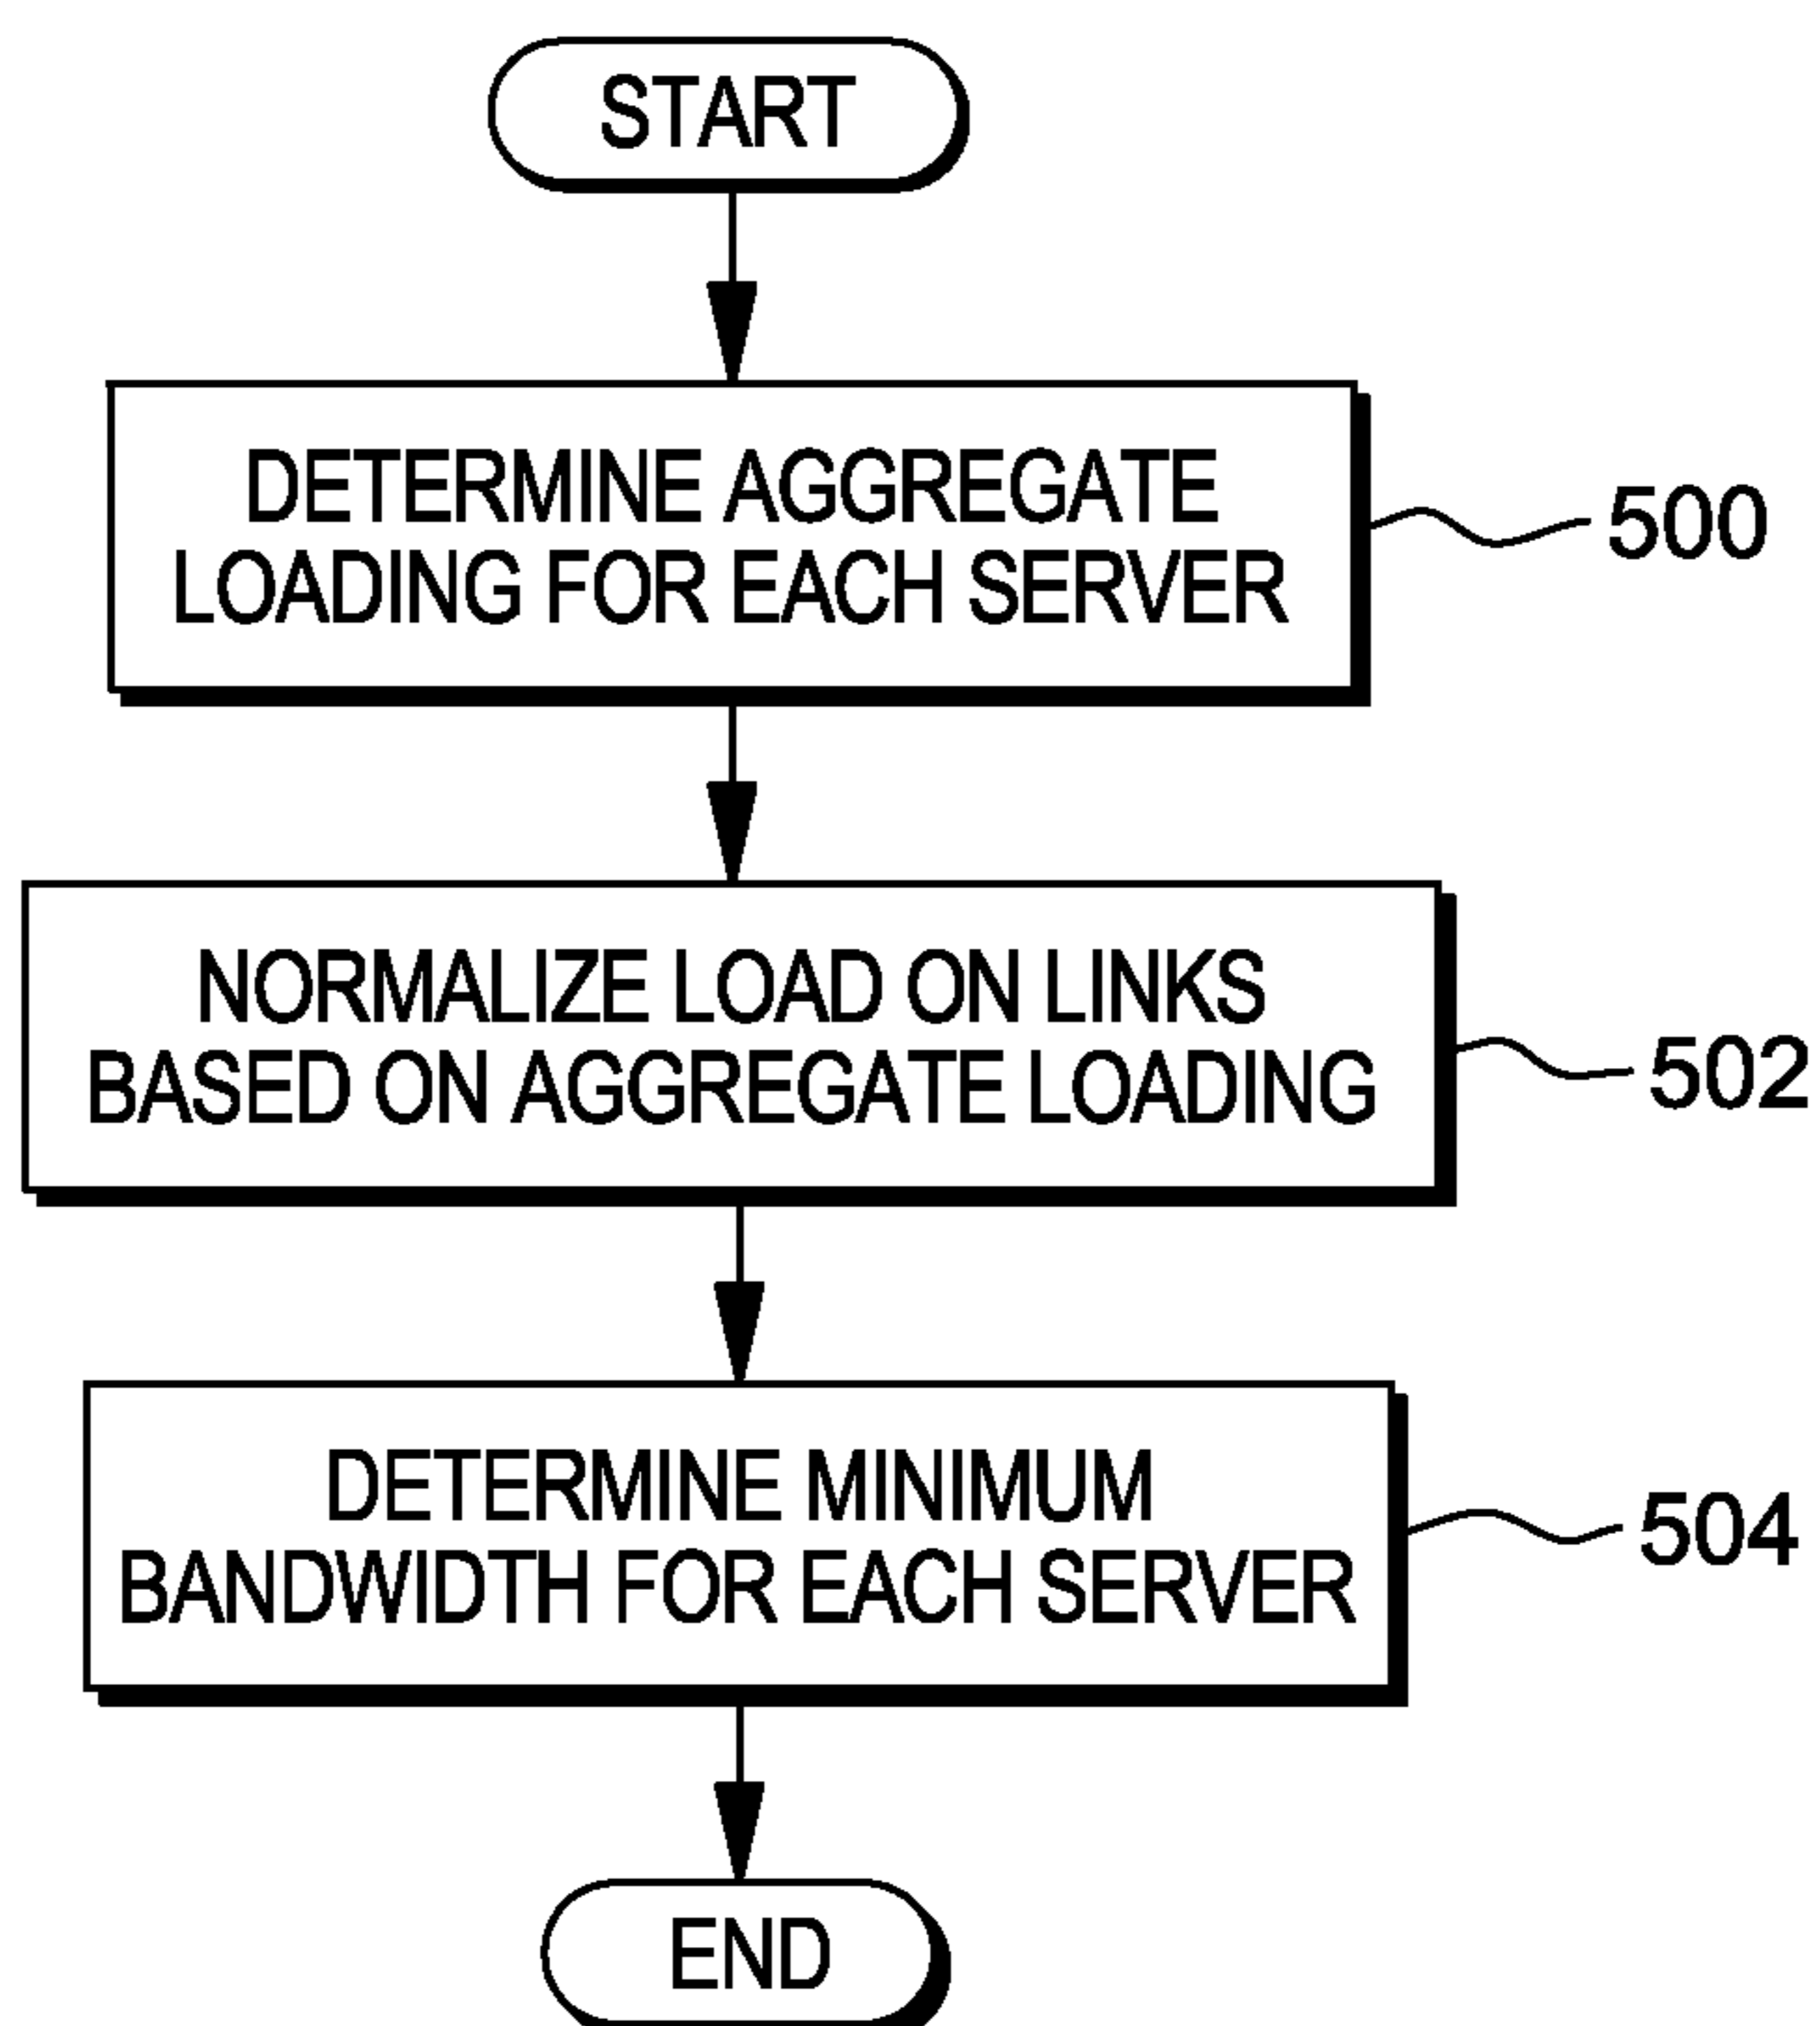 START
DETERMINE AGGREGATE
LOADING FOR EACH SERVER
500
NORMALIZE LOAD ON LINKS
BASED ON AGGREGATE LOADING
502
DETERMINE MINIMUM
BANDWIDTH FOR EACH SERVER
504
END